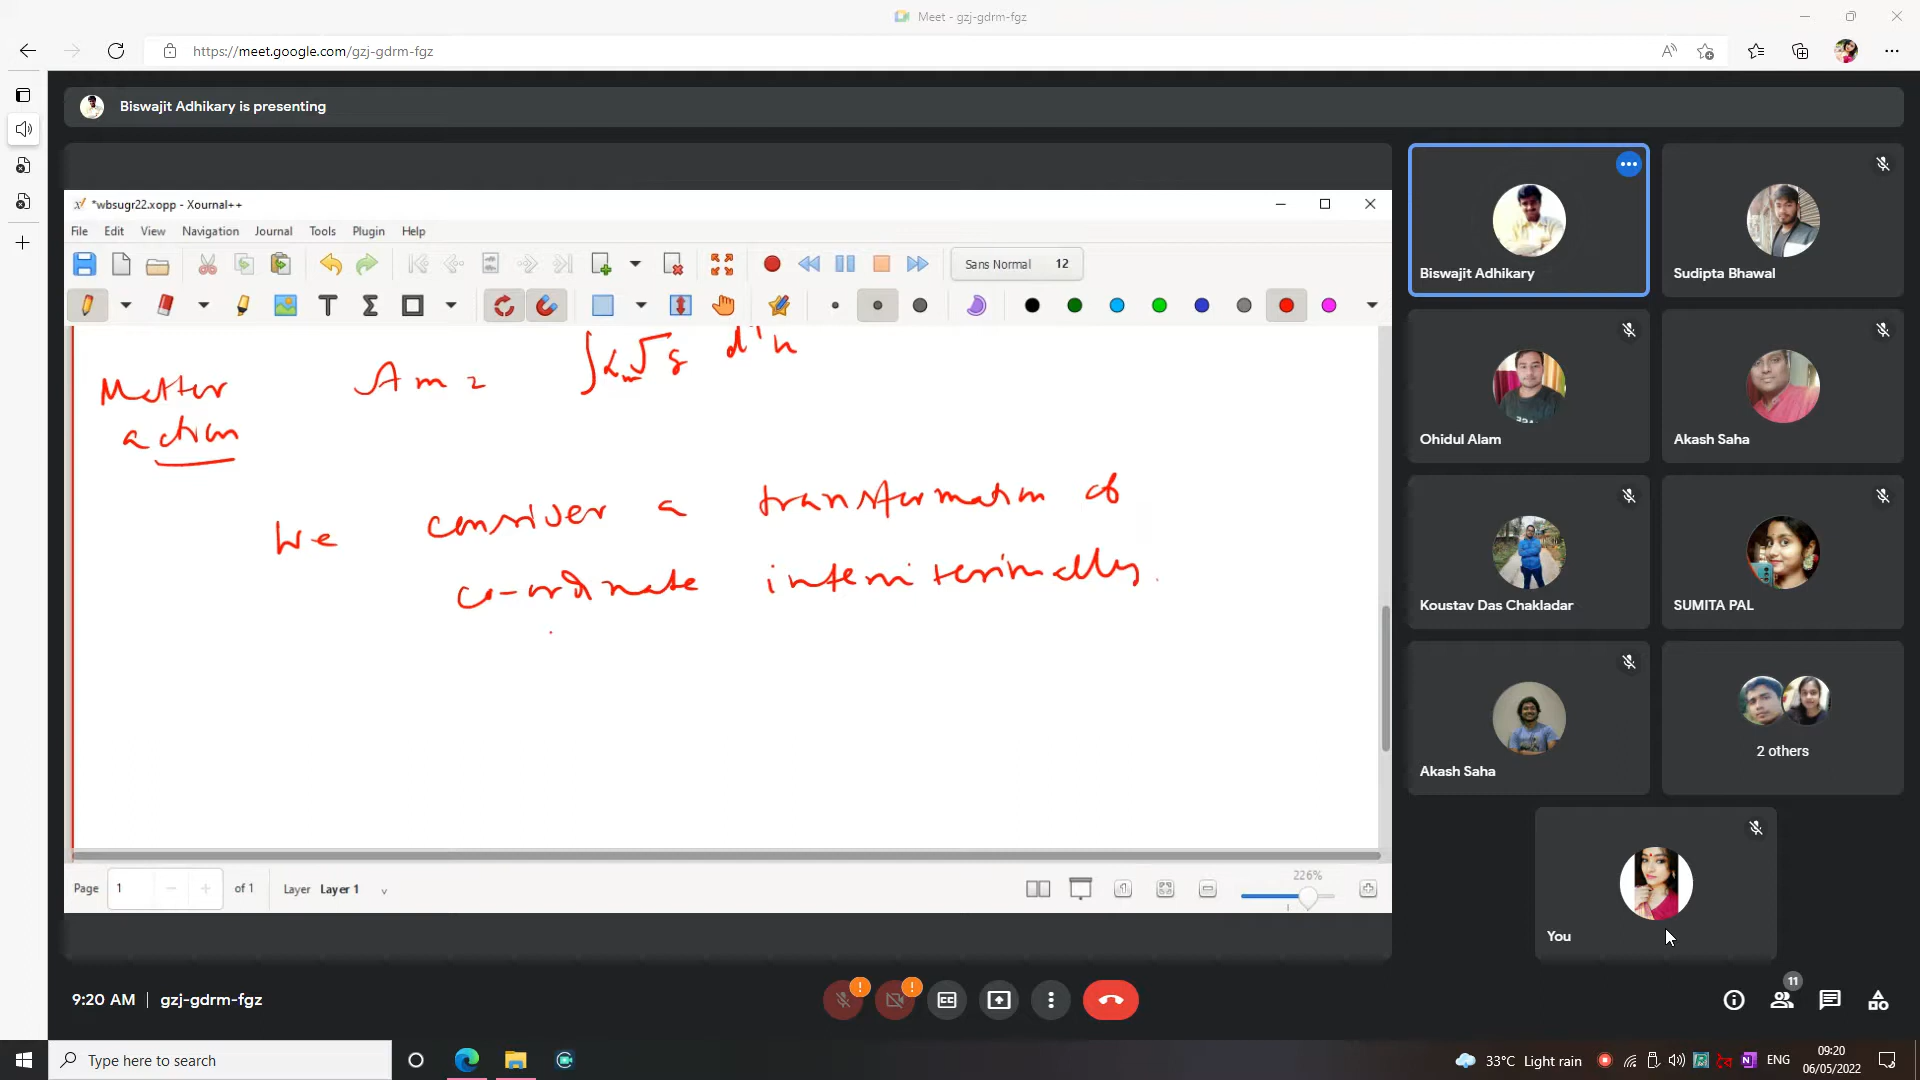 Meet - gzj-gdrm-fgz
https://meet.google.com/gzj-gdrm-fgz
Biswajit Adhikary is presenting
*wbsugr22.xopp - Xournal++
File Edit View Navigation Journal Tools Plugin Help
Sans Normal 12
Matter Am = ∫Lm√g d⁴x
action
We consider a transformation of
co-ordinate infinitesimally.
Page 1 of 1 Layer Layer 1 226%
Biswajit Adhikary
Sudipta Bhawal
Ohidul Alam
Akash Saha
Koustav Das Chakladar
SUMITA PAL
Akash Saha
2 others
You
9:20 AM gzj-gdrm-fgz
11
Type here to search
33°C Light rain ENG 09:20
06/05/2022